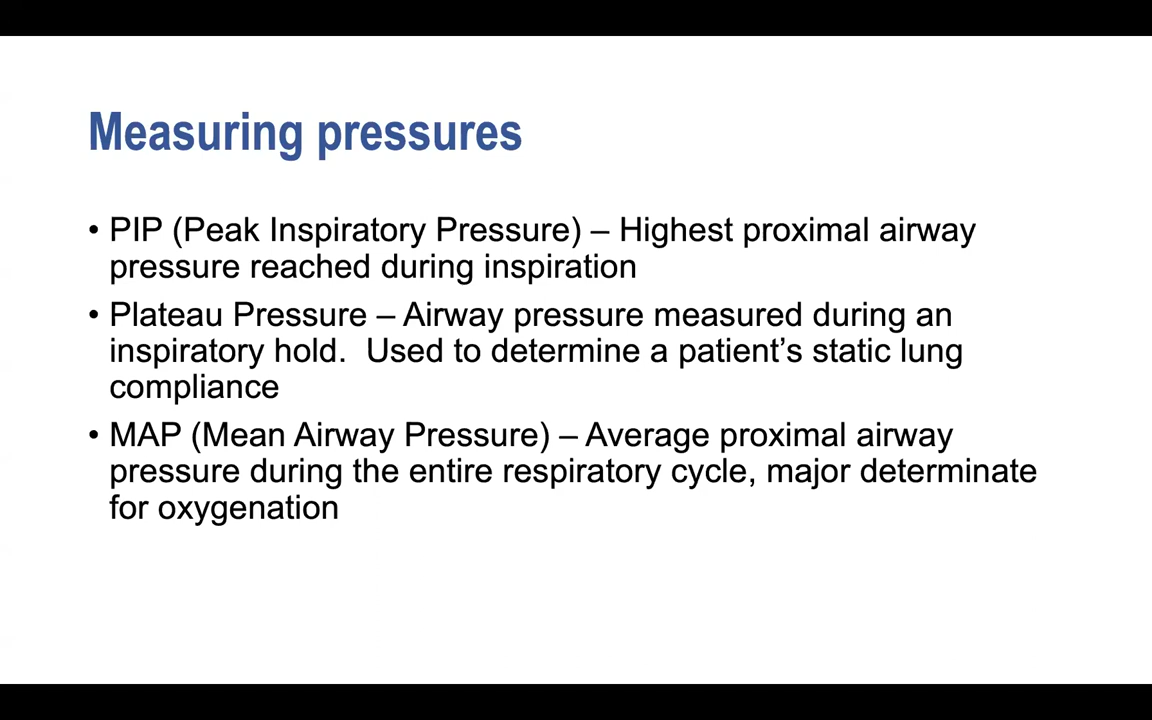 Measuring pressures
• PIP (Peak Inspiratory Pressure) – Highest proximal airway
pressure reached during inspiration
• Plateau Pressure – Airway pressure measured during an
inspiratory hold.  Used to determine a patient’s static lung
compliance
• MAP (Mean Airway Pressure) – Average proximal airway
pressure during the entire respiratory cycle, major determinate
for oxygenation